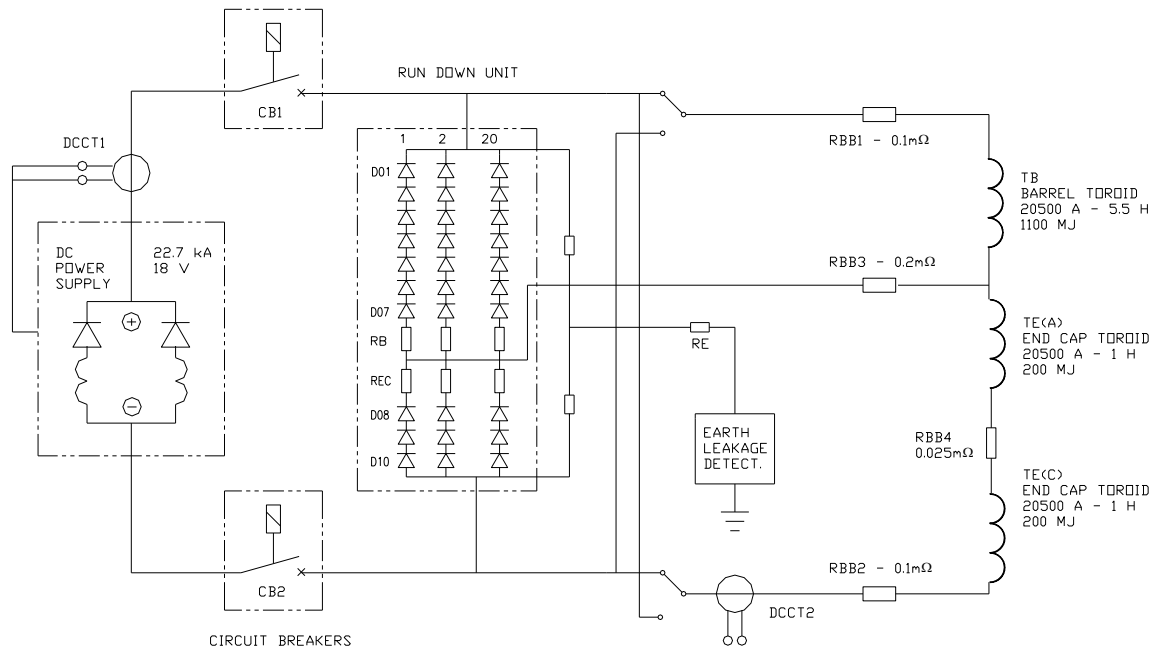 RUN DOWN UNIT
CB1
DCCT1
1 2 20
D01
RBB1 - 0.1mΩ
TB
BARREL TOROID
20500 A - 5.5 H
1100 MJ
DC
POWER
SUPPLY
22.7 kA
18 V
+
RBB3 - 0.2mΩ
D07
RB
RE
TE(A)
END CAP TOROID
20500 A - 1 H
200 MJ
REC
-
D08
D10
EARTH
LEAKAGE
DETECT.
RBB4
0.025mΩ
TE(C)
END CAP TOROID
20500 A - 1 H
200 MJ
CB2
RBB2 - 0.1mΩ
DCCT2
CIRCUIT BREAKERS